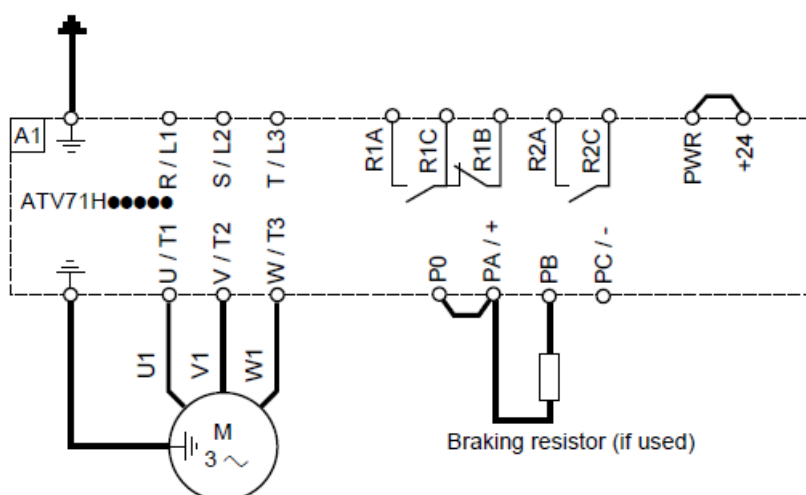 A1
R / L1
S / L2
T / L3
R1A
R1C
R1B
R2A
R2C
PWR
+24
ATV71H●●●●●
U / T1
V / T2
W / T3
P0
PA / +
PB
PC / -
U1
V1
W1
M
3 ~
Braking resistor (if used)